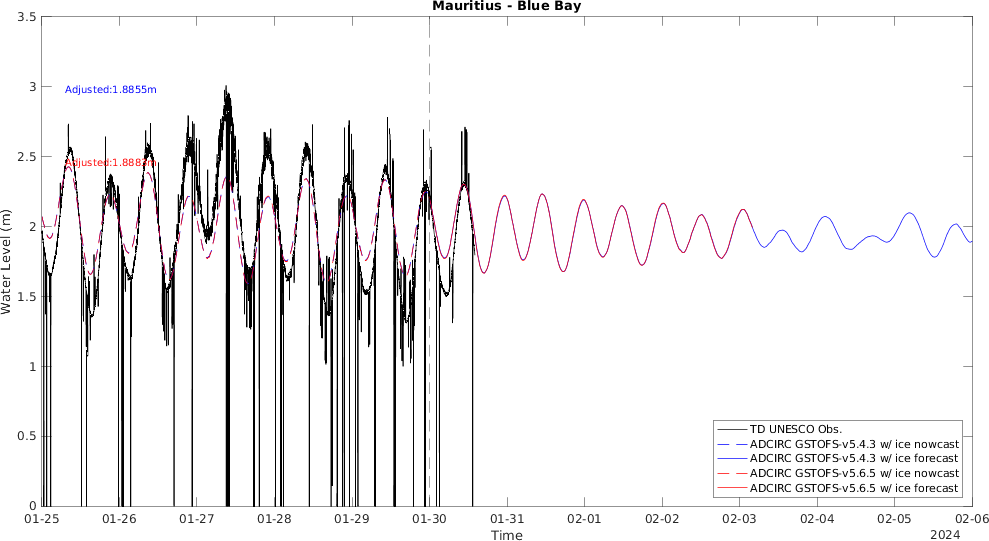 Mauritius - Blue Bay
Water Level (m)
3.5
3
2.5
2
1.5
1
0.5
0
Adjusted:1.8855m
Adjusted:1.8883m
TD UNESCO Obs.
ADCIRC GSTOFS-v5.4.3 w/ ice nowcast
ADCIRC GSTOFS-v5.4.3 w/ ice forecast
ADCIRC GSTOFS-v5.6.5 w/ ice nowcast
ADCIRC GSTOFS-v5.6.5 w/ ice forecast
01-25 01-26 01-27 01-28 01-29 01-30 01-31 02-01 02-02 02-03 02-04 02-05 02-06
Time
2024